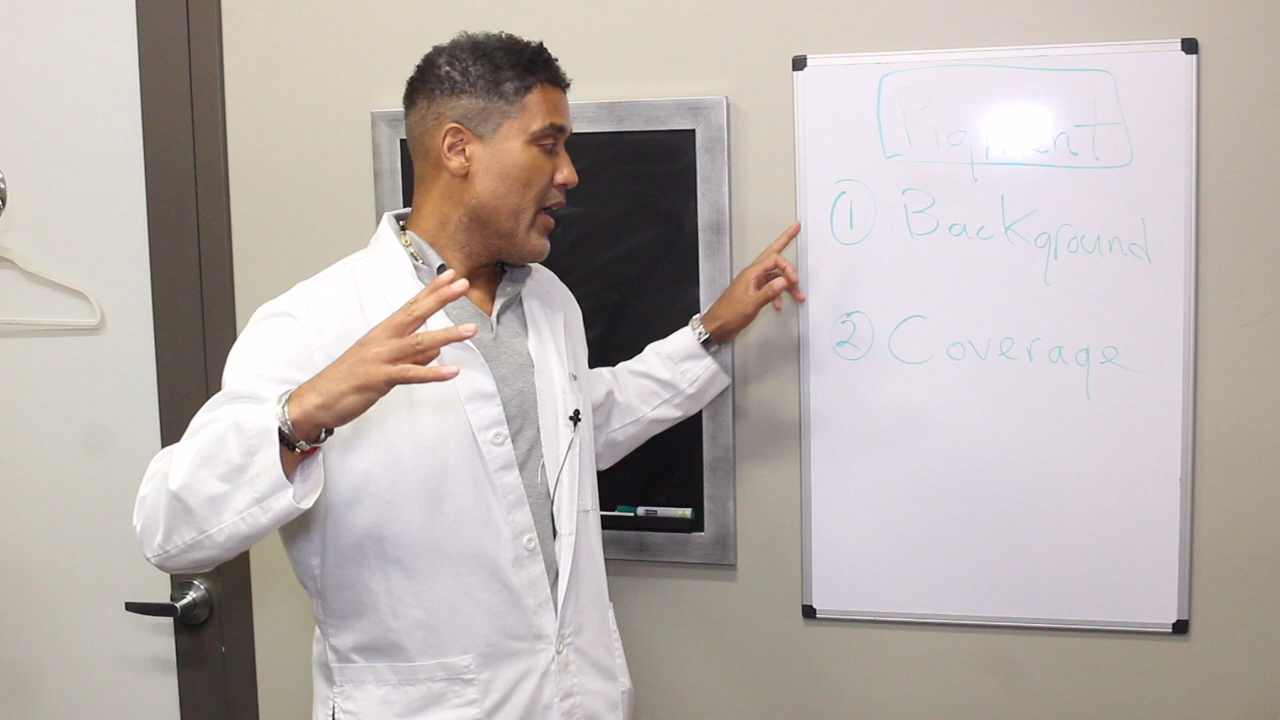 Pigment
① Background
② Coverage